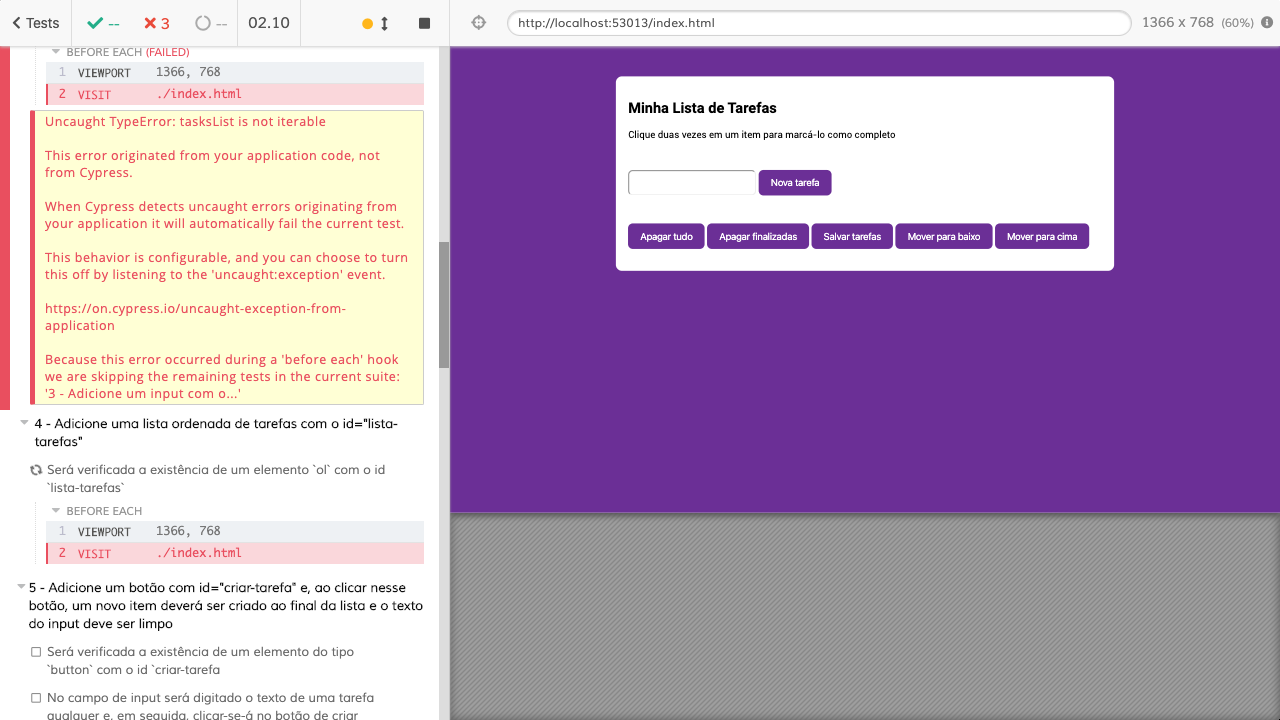 Tests
--
3
--
02.10
http://localhost:53013/index.html
1366 x 768 (60%)
BEFORE EACH (FAILED)
1 VIEWPORT 1366, 768
2 VISIT ./index.html
Uncaught TypeError: tasksList is not iterable
This error originated from your application code, not
from Cypress.
When Cypress detects uncaught errors originating from
your application it will automatically fail the current test.
This behavior is configurable, and you can choose to turn
this off by listening to the 'uncaught:exception' event.
https://on.cypress.io/uncaught-exception-from-
application
Because this error occurred during a 'before each' hook
we are skipping the remaining tests in the current suite:
'3 - Adicione um input com o...'
4 - Adicione uma lista ordenada de tarefas com o id="lista-
tarefas"
Será verificada a existência de um elemento `ol` com o id
`lista-tarefas`
BEFORE EACH
1 VIEWPORT 1366, 768
2 VISIT ./index.html
5 - Adicione um botão com id="criar-tarefa" e, ao clicar nesse
botão, um novo item deverá ser criado ao final da lista e o texto
do input deve ser limpo
Será verificada a existência de um elemento do tipo
`button` com o id `criar-tarefa
No campo de input será digitado o texto de uma tarefa
qualquer e, em seguida, clicar-se-á no botão de criar
Minha Lista de Tarefas
Clique duas vezes em um item para marcá-lo como completo
Nova tarefa
Apagar tudo
Apagar finalizadas
Salvar tarefas
Mover para baixo
Mover para cima